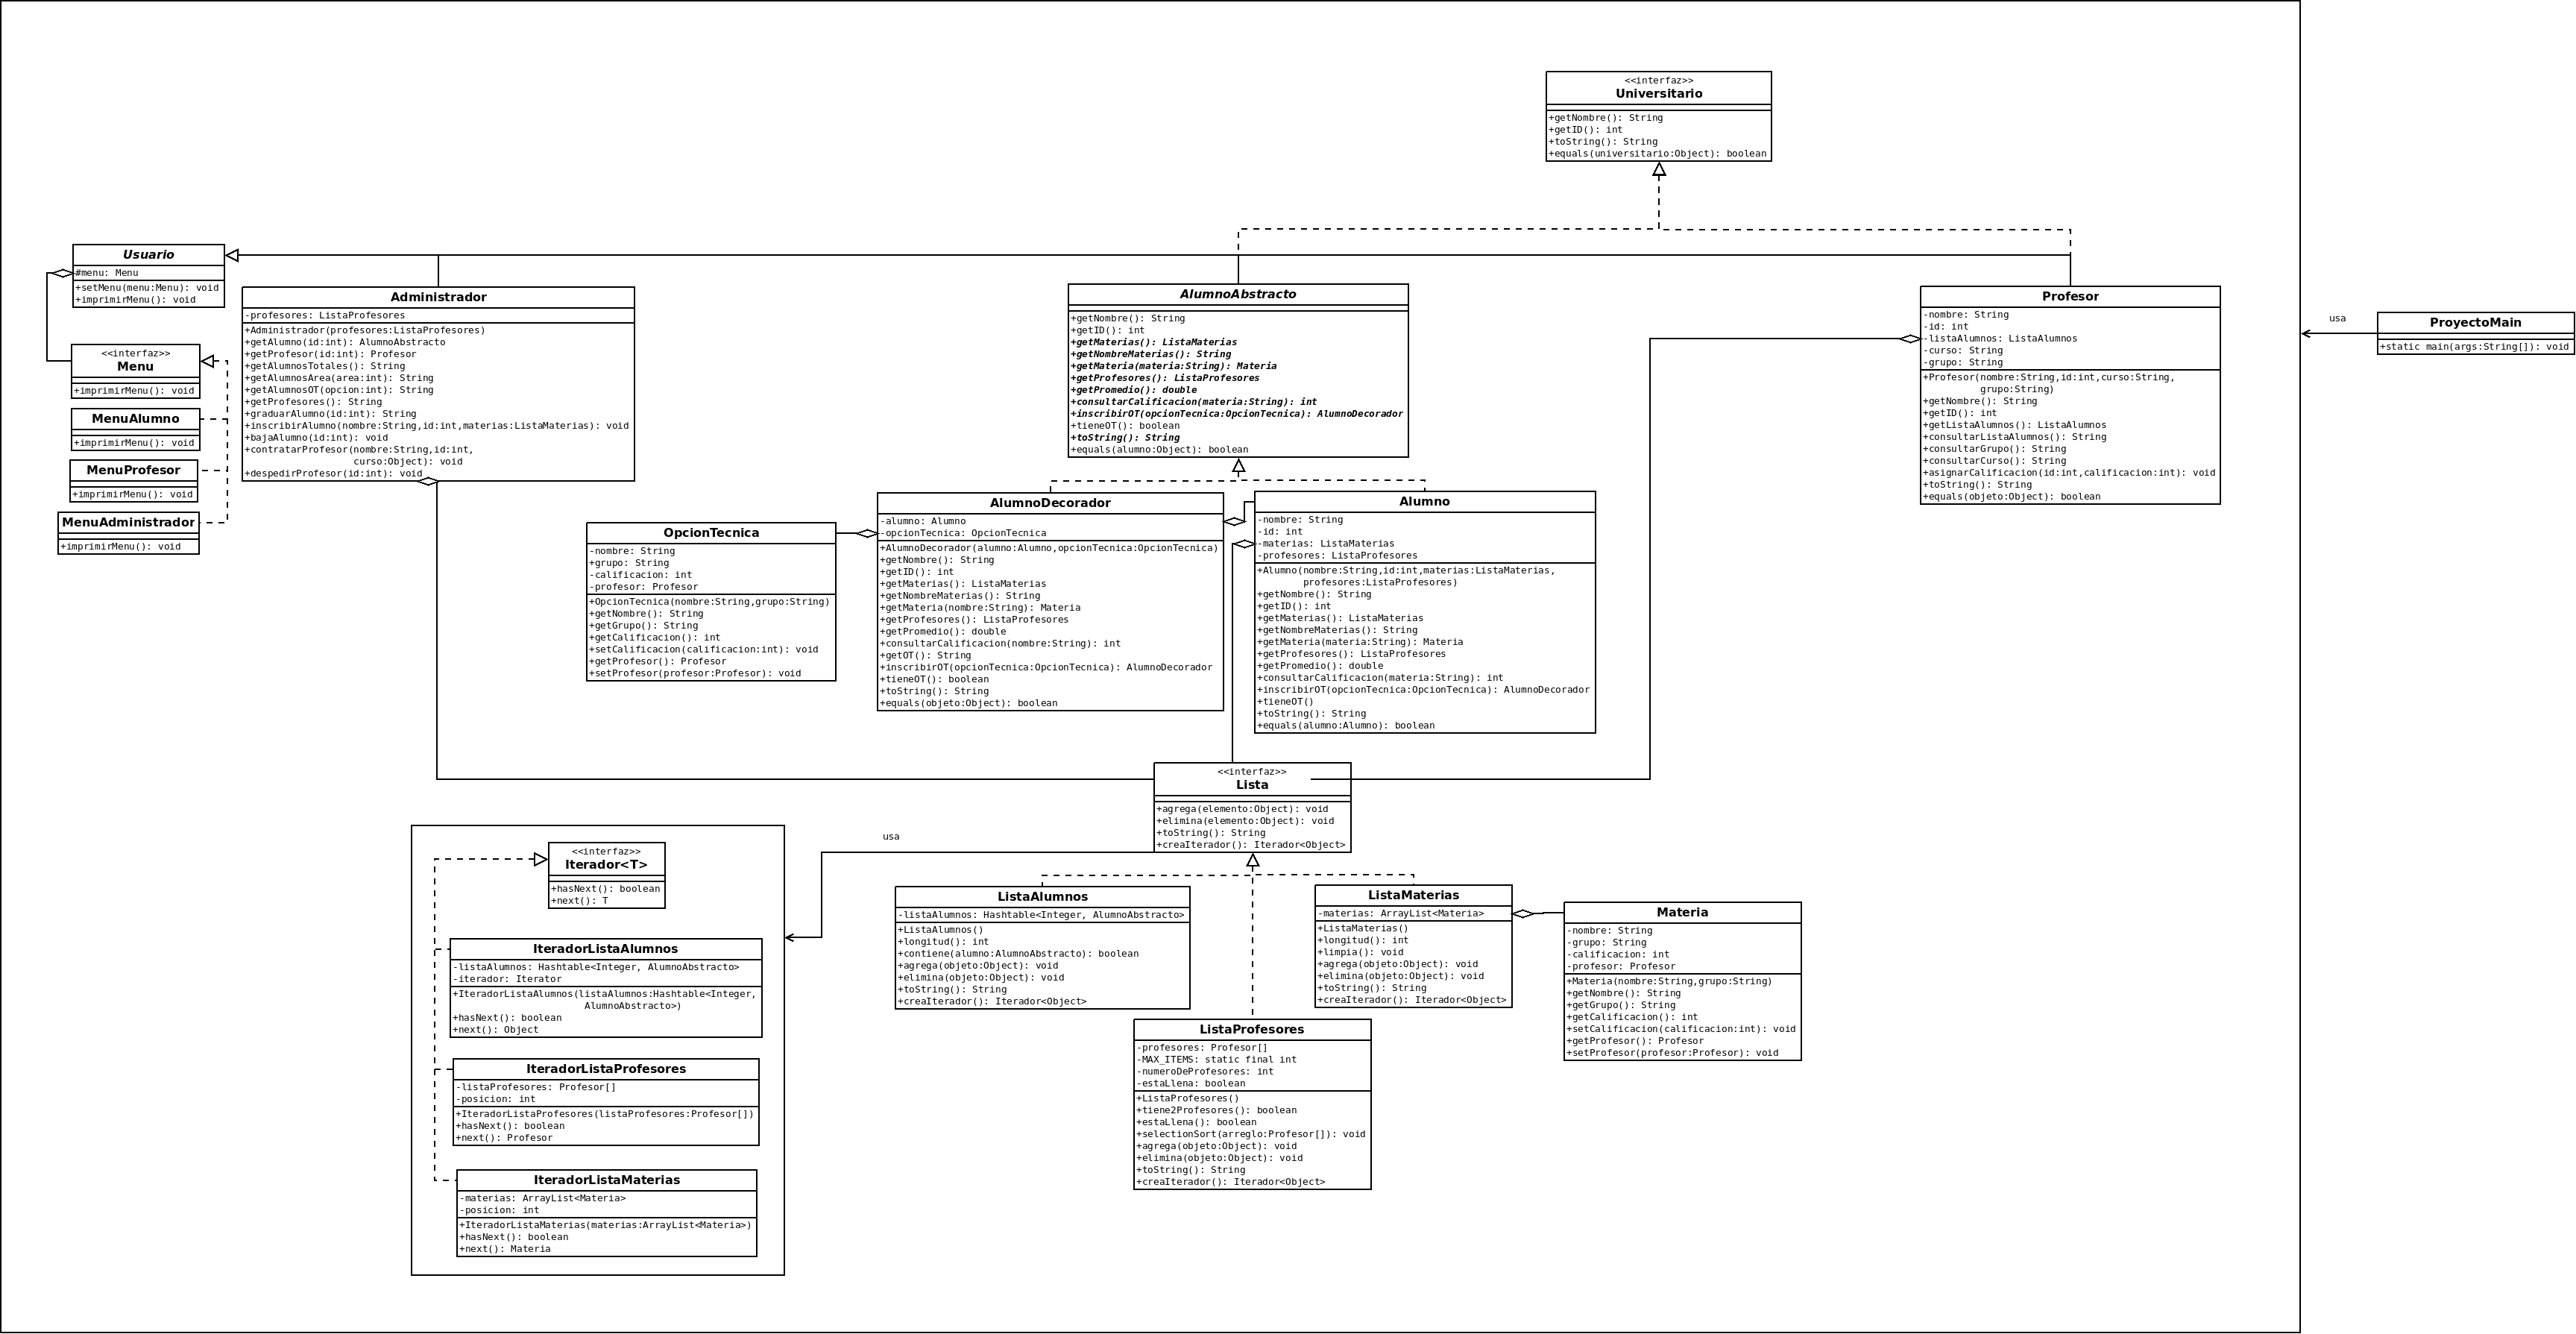 <<interfaz>>
Universitario
+getNombre(): String
+getID(): int
+toString(): String
+equals(universitario:Object): boolean
Usuario
#menu: Menu
+setMenu(menu:Menu): void
+imprimirMenu(): void
<<interfaz>>
Menu
+imprimirMenu(): void
MenuAlumno
+imprimirMenu(): void
MenuProfesor
+imprimirMenu(): void
MenuAdministrador
+imprimirMenu(): void
Administrador
-profesores: ListaProfesores
+Administrador(profesores:ListaProfesores)
+getAlumno(id:int): AlumnoAbstracto
+getProfesor(id:int): Profesor
+getAlumnosTotales(): String
+getAlumnosArea(area:int): String
+getAlumnosOT(opcion:int): String
+getProfesores(): String
+graduarAlumno(id:int): String
+inscribirAlumno(nombre:String,id:int,materias:ListaMaterias): void
+bajaAlumno(id:int): void
+contratarProfesor(nombre:String,id:int,
curso:Object): void
+despedirProfesor(id:int): void
AlumnoAbstracto
+getNombre(): String
+getID(): int
+getMaterias(): ListaMaterias
+getNombreMaterias(): String
+getMateria(materia:String): Materia
+getProfesores(): ListaProfesores
+getPromedio(): double
+consultarCalificacion(materia:String): int
+inscribirOT(opcionTecnica:OpcionTecnica): AlumnoDecorador
+tieneOT(): boolean
+toString(): String
+equals(alumno:Object): boolean
Profesor
-nombre: String
-id: int
-listaAlumnos: ListaAlumnos
-curso: String
-grupo: String
+Profesor(nombre:String,id:int,curso:String,
grupo:String)
+getNombre(): String
+getID(): int
+getListaAlumnos(): ListaAlumnos
+consultarListaAlumnos(): String
+consultarGrupo(): String
+consultarCurso(): String
+asignarCalificacion(id:int,calificacion:int): void
+toString(): String
+equals(objeto:Object): boolean
usa
ProyectoMain
+static main(args:String[]): void
OpcionTecnica
-nombre: String
+grupo: String
-calificacion: int
-profesor: Profesor
+OpcionTecnica(nombre:String,grupo:String)
+getNombre(): String
+getGrupo(): String
+getCalificacion(): int
+setCalificacion(calificacion:int): void
+getProfesor(): Profesor
+setProfesor(profesor:Profesor): void
AlumnoDecorador
-alumno: Alumno
-opcionTecnica: OpcionTecnica
+AlumnoDecorador(alumno:Alumno,opcionTecnica:OpcionTecnica)
+getNombre(): String
+getID(): int
+getMaterias(): ListaMaterias
+getNombreMaterias(): String
+getMateria(nombre:String): Materia
+getProfesores(): ListaProfesores
+getPromedio(): double
+consultarCalificacion(nombre:String): int
+getOT(): String
+inscribirOT(opcionTecnica:OpcionTecnica): AlumnoDecorador
+tieneOT(): boolean
+toString(): String
+equals(objeto:Object): boolean
Alumno
-nombre: String
-id: int
-materias: ListaMaterias
-profesores: ListaProfesores
+Alumno(nombre:String,id:int,materias:ListaMaterias,
profesores:ListaProfesores)
+getNombre(): String
+getID(): int
+getMaterias(): ListaMaterias
+getNombreMaterias(): String
+getMateria(materia:String): Materia
+getProfesores(): ListaProfesores
+getPromedio(): double
+consultarCalificacion(materia:String): int
+inscribirOT(opcionTecnica:OpcionTecnica): AlumnoDecorador
+tieneOT()
+toString(): String
+equals(alumno:Alumno): boolean
<<interfaz>>
Lista
+agrega(elemento:Object): void
+elimina(elemento:Object): void
+toString(): String
+creaIterador(): Iterador<Object>
usa
<<interfaz>>
Iterador<T>
+hasNext(): boolean
+next(): T
IteradorListaAlumnos
-listaAlumnos: Hashtable<Integer, AlumnoAbstracto>
-iterador: Iterator
+IteradorListaAlumnos(listaAlumnos:Hashtable<Integer,
AlumnoAbstracto>)
+hasNext(): boolean
+next(): Object
IteradorListaProfesores
-listaProfesores: Profesor[]
-posicion: int
+IteradorListaProfesores(listaProfesores:Profesor[])
+hasNext(): boolean
+next(): Profesor
IteradorListaMaterias
-materias: ArrayList<Materia>
-posicion: int
+IteradorListaMaterias(materias:ArrayList<Materia>)
+hasNext(): boolean
+next(): Materia
ListaAlumnos
-listaAlumnos: Hashtable<Integer, AlumnoAbstracto>
+ListaAlumnos()
+longitud(): int
+contiene(alumno:AlumnoAbstracto): boolean
+agrega(objeto:Object): void
+elimina(objeto:Object): void
+toString(): String
+creaIterador(): Iterador<Object>
ListaMaterias
-materias: ArrayList<Materia>
+ListaMaterias()
+longitud(): int
+limpia(): void
+agrega(objeto:Object): void
+elimina(objeto:Object): void
+toString(): String
+creaIterador(): Iterador<Object>
Materia
-nombre: String
-grupo: String
-calificacion: int
-profesor: Profesor
+Materia(nombre:String,grupo:String)
+getNombre(): String
+getGrupo(): String
+getCalificacion(): int
+setCalificacion(calificacion:int): void
+getProfesor(): Profesor
+setProfesor(profesor:Profesor): void
ListaProfesores
-profesores: Profesor[]
-MAX_ITEMS: static final int
-numeroDeProfesores: int
-estaLlena: boolean
+ListaProfesores()
+tiene2Profesores(): boolean
+estaLlena(): boolean
+selectionSort(arreglo:Profesor[]): void
+agrega(objeto:Object): void
+elimina(objeto:Object): void
+toString(): String
+creaIterador(): Iterador<Object>